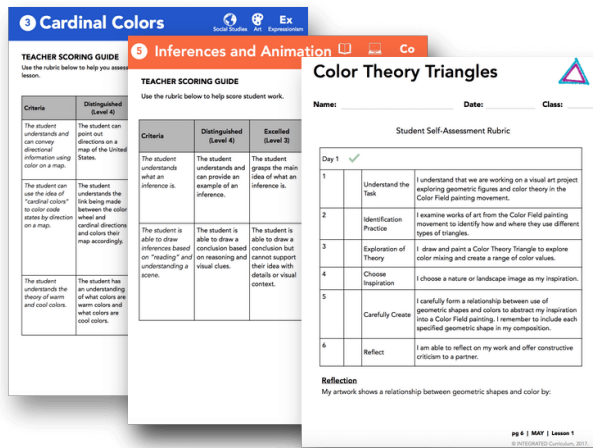 3 Cardinal Colors
Social Studies
Art
Ex
Expressionism
TEACHER SCORING GUIDE
Use the rubric below to help you assess
lesson.
Criteria
Distinguished
(Level 4)
The student
understands and
can convey
directional
information using
color on a map.
The student can
point out
directions on a
map of the United
States.
The student can
use the idea of
"cardinal colors"
to color code
states by direction
on a map.
The student
understands the
link being made
between the color
wheel and
cardinal directions
and colors their
map accordingly.
The student
understands the
theory of warm
and cool colors.
The student has
an understanding
of what colors are
warm colors and
what colors are
cool colors.
5 Inferences and Animation
Co
TEACHER SCORING GUIDE
Use the rubric below to help score student work.
Criteria
Distinguished
(Level 4)
Excelled
(Level 3)
The student
understands
what an
inference is.
The student
understands and
can provide an
example of an
inference.
The student
grasps the main
idea of what an
inference is.
The student is
able to draw
inferences based
on "reading" and
understanding a
scene.
The student is
able to draw a
conclusion based
on reasoning and
visual clues.
The student is
able to draw a
conclusion but
cannot support
their idea with
details or visual
context.
Color Theory Triangles
Name:
Date:
Class:
Student Self-Assessment Rubric
Day 1
1
Understand the
Task
I understand that we are working on a visual art project
exploring geometric figures and color theory in the
Color Field painting movement.
2
Identification
Practice
I examine works of art from the Color Field painting
movement to identify how and where they use different
types of triangles.
3
Exploration of
Theory
I draw and paint a Color Theory Triangle to explore
color mixing and create a range of color values.
4
Choose
Inspiration
I choose a nature or landscape image as my inspiration.
5
Carefully Create
I carefully form a relationship between use of
geometric shapes and colors to abstract my inspiration
into a Color Field painting. I remember to include each
specified geometric shape in my composition.
6
Reflect
I am able to reflect on my work and offer constructive
criticism to a partner.
Reflection
My artwork shows a relationship between geometric shapes and color by:
pg 6 | MAY | Lesson 1
© INTEGRATED Curriculum, 2017.